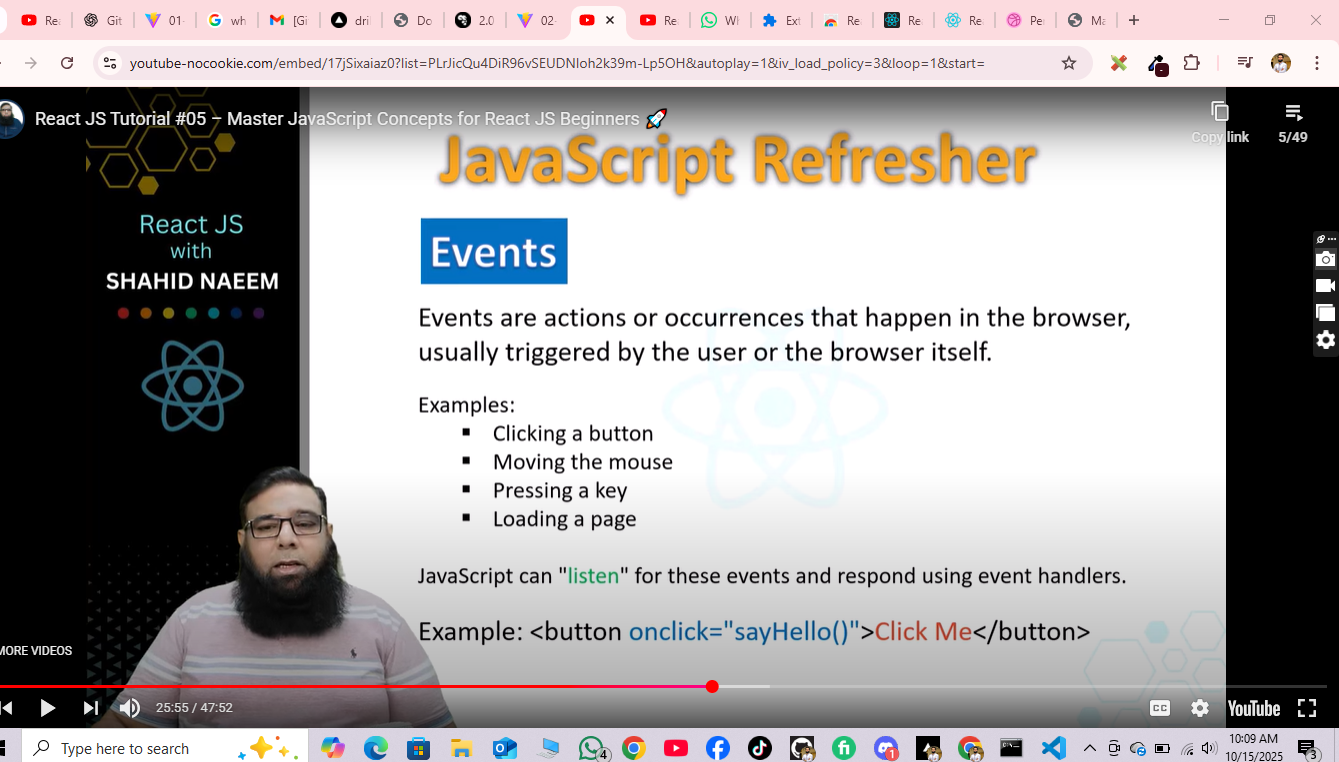 Rea
Git
01-
wh
[Gi
dri
Do
2.0
02-
Re
Wh
Ext
Re
Re
Re
Pe
Ma
youtube-nocookie.com/embed/17jSixaiaz0?list=PLrJicQu4DiR96vSEUDNIoh2k39m-Lp5OH&autoplay=1&iv_load_policy=3&loop=1&start=
React JS Tutorial #05 – Master JavaScript Concepts for React JS Beginners 🚀
Copy link
5/49
JavaScript Refresher
React JS
with
SHAHID NAEEM
Events
Events are actions or occurrences that happen in the browser,
usually triggered by the user or the browser itself.
Examples:
▪ Clicking a button
▪ Moving the mouse
▪ Pressing a key
▪ Loading a page
JavaScript can "listen" for these events and respond using event handlers.
Example: <button onclick="sayHello()">Click Me</button>
MORE VIDEOS
25:55 / 47:52
CC
YouTube
Type here to search
4
1
10:09 AM
10/15/2025
3